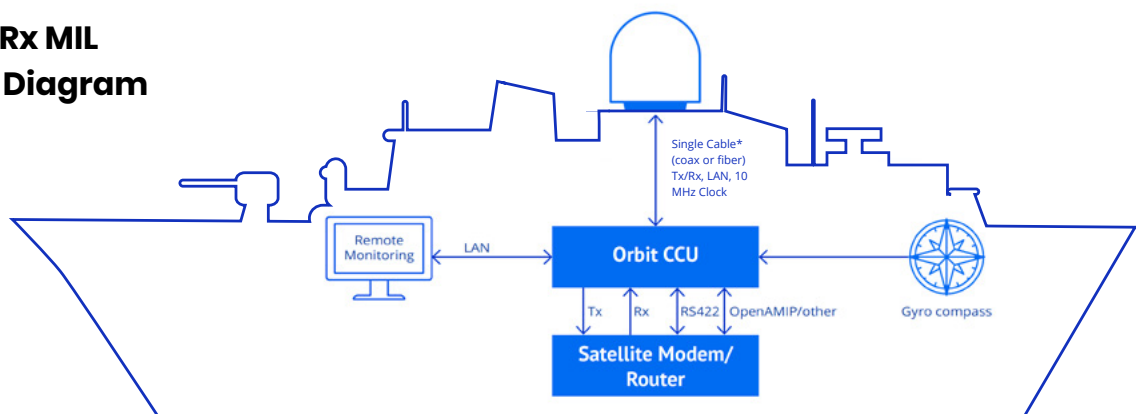 Rx MIL
Diagram
Single Cable*
(coax or fiber)
Tx/Rx, LAN, 10
MHz Clock
Remote
Monitoring
LAN
Orbit CCU
Tx
Rx
RS422
OpenAMIP/other
Gyro compass
Satellite Modem/
Router